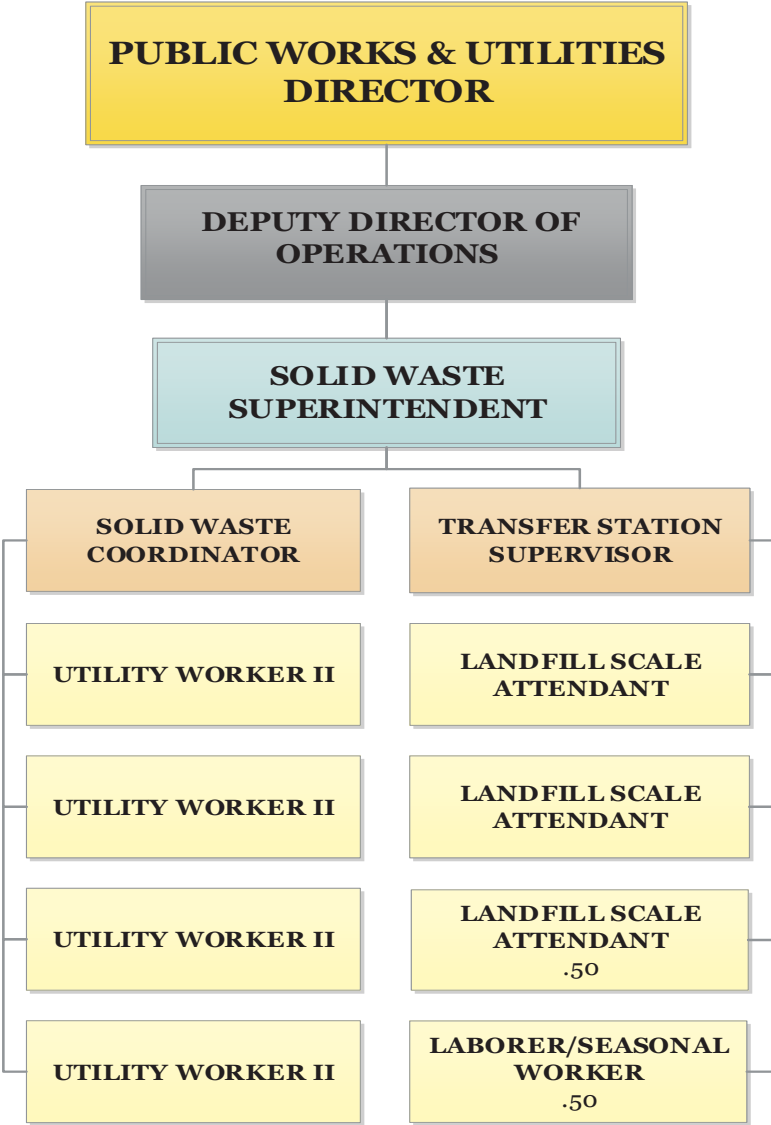 PUBLIC WORKS & UTILITIES
DIRECTOR
DEPUTY DIRECTOR OF
OPERATIONS
SOLID WASTE
SUPERINTENDENT
SOLID WASTE
COORDINATOR
UTILITY WORKER II
UTILITY WORKER II
UTILITY WORKER II
UTILITY WORKER II
TRANSFER STATION
SUPERVISOR
LANDFILL SCALE
ATTENDANT
LANDFILL SCALE
ATTENDANT
LANDFILL SCALE
ATTENDANT
.50
LABORER/SEASONAL
WORKER
.50